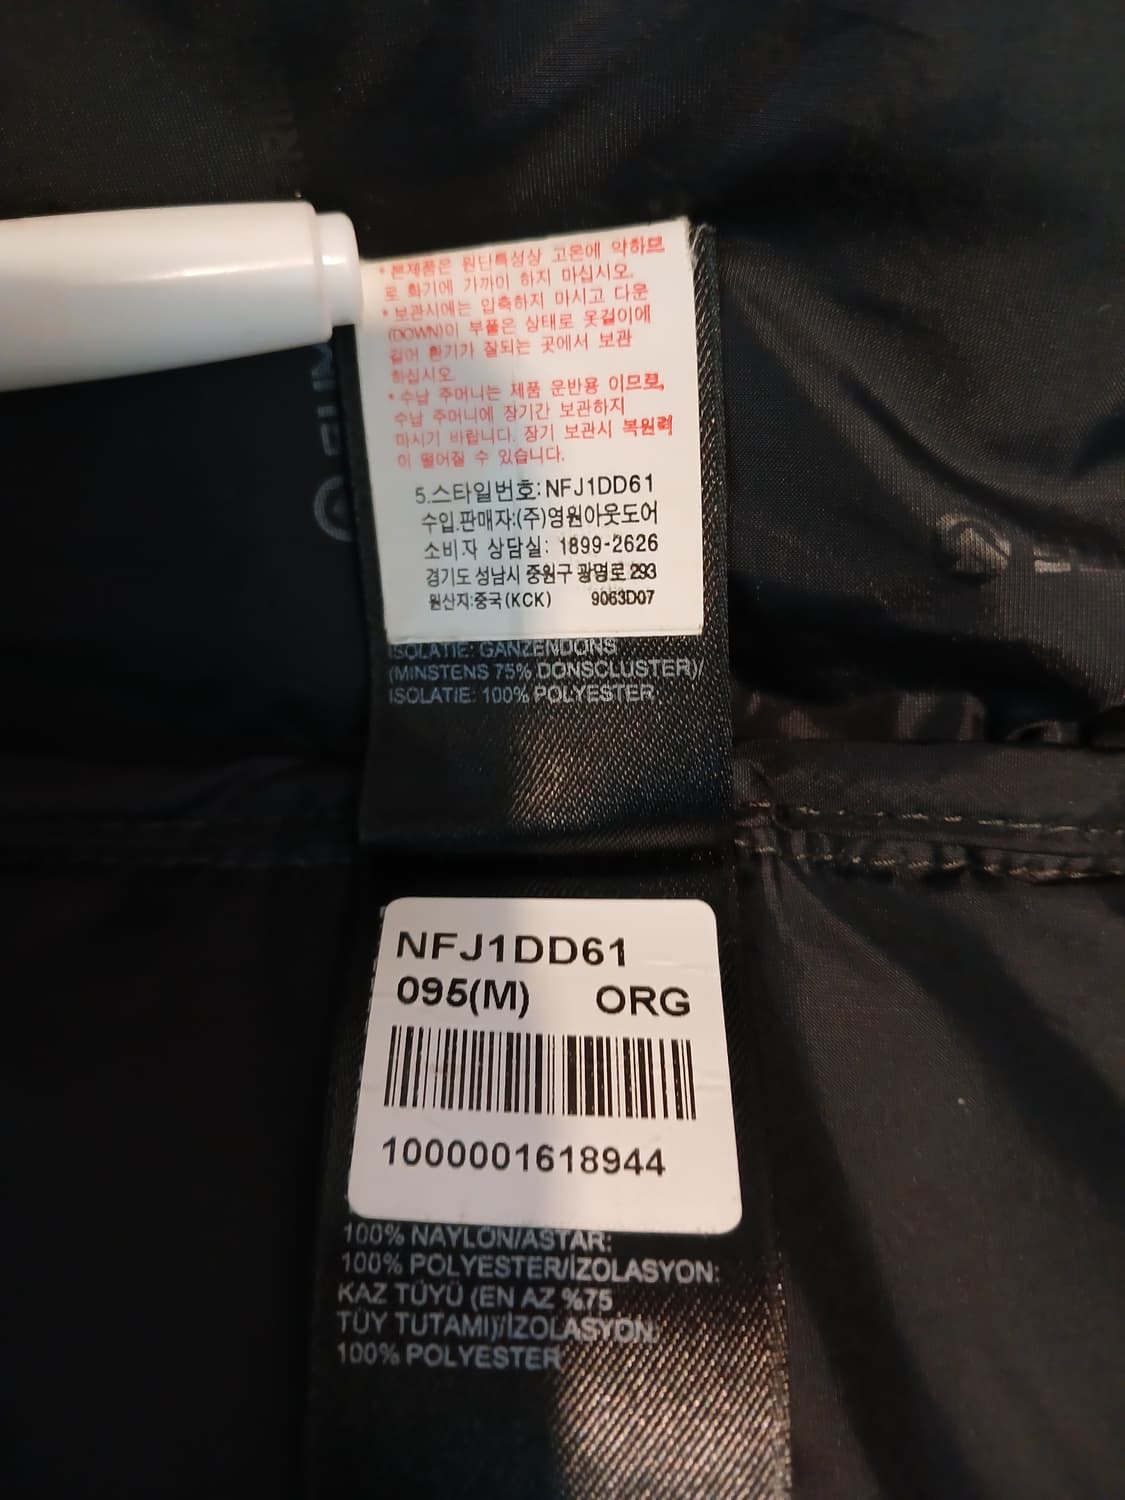 * 본제품은 원단특성상 고온에 약하므
로 화기에 가까이 하지 마십시오.
* 보관시에는 압축하지 마시고 다운
(DOWN)이 부풀은 상태로 옷걸이에
걸어 환기가 잘되는 곳에서 보관
하십시오.
* 수납 주머니는 제품 운반용 이므로,
수납 주머니에 장기간 보관하지
마시기 바랍니다. 장기 보관시 복원력
이 떨어질 수 있습니다.
5.스타일번호: NFJ1DD61
수입.판매자:(주)영원아웃도어
소비자 상담실: 1899-2626
경기도 성남시 중원구 광명로 293
원산지:중국(KCK) 9063D07
ISOLATIE: GANZENDONS
(MINSTENS 75% DONSCLUSTER)/
ISOLATIE: 100% POLYESTER
NFJ1DD61
095(M) ORG
1000001618944
100% NAYLON/ASTAR:
100% POLYESTER/İZOLASYON:
KAZ TÜYÜ (EN AZ %75
TÜY TUTAMI)/İZOLASYON:
100% POLYESTER